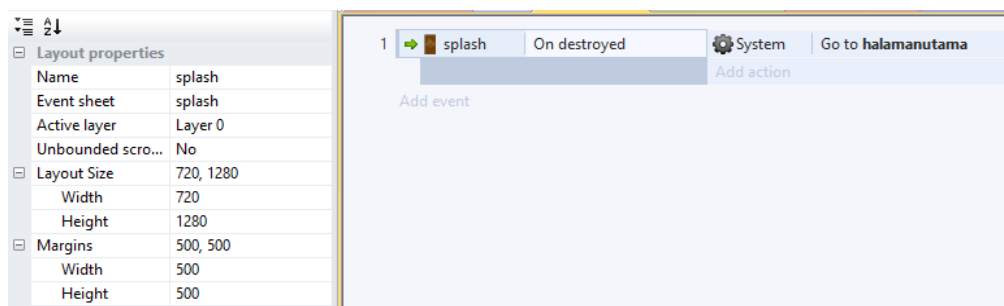 Layout properties
Name splash
Event sheet splash
Active layer Layer 0
Unbounded scro... No
Layout Size 720, 1280
Width 720
Height 1280
Margins 500, 500
Width 500
Height 500
1 splash On destroyed System Go to halamanutama
Add action
Add event